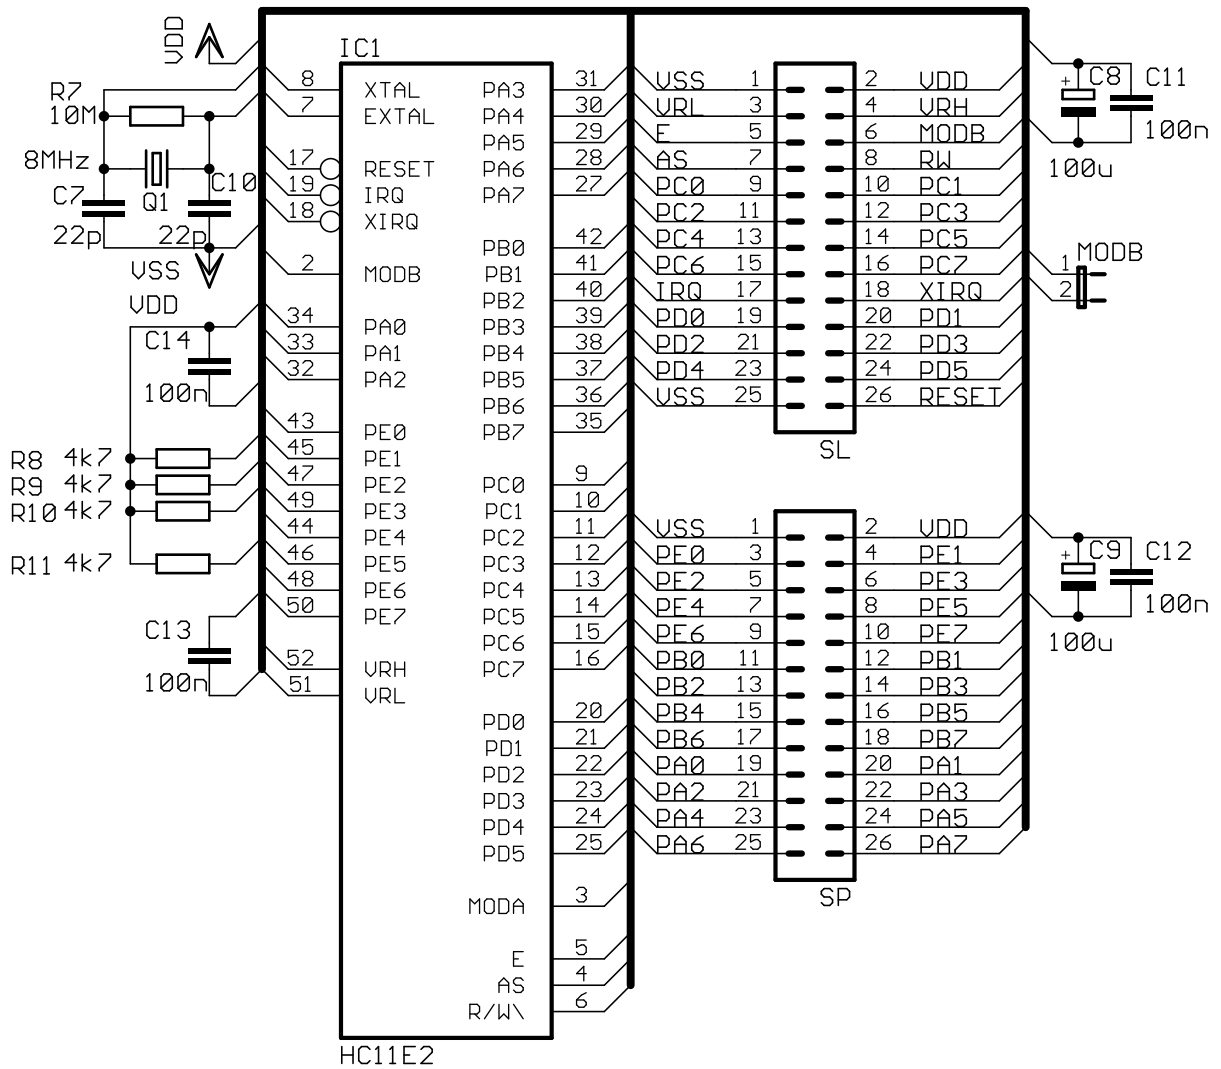 VDD
R7
10M
8MHz
C7
22p
Q1
C10
22p
VSS
VDD
C14
100n
R8 4k7
R9 4k7
R10 4k7
R11 4k7
C13
100n
IC1
8 XTAL
7 EXTAL
17 RESET
19 IRQ
18 XIRQ
2 MODB
34 PA0
33 PA1
32 PA2
43 PE0
45 PE1
47 PE2
49 PE3
44 PE4
46 PE5
48 PE6
50 PE7
52 VRH
51 VRL
PA3 31
PA4 30
PA5 29
PA6 28
PA7 27
PB0 42
PB1 41
PB2 40
PB3 39
PB4 38
PB5 37
PB6 36
PB7 35
PC0 9
PC1 10
PC2 11
PC3 12
PC4 13
PC5 14
PC6 15
PC7 16
PD0 20
PD1 21
PD2 22
PD3 23
PD4 24
PD5 25
MODA 3
E 5
AS 4
R/W\ 6
HC11E2
VSS 1 2 VDD
VRL 3 4 VRH
E 5 6 MODB
AS 7 8 RW
PC0 9 10 PC1
PC2 11 12 PC3
PC4 13 14 PC5
PC6 15 16 PC7
IRQ 17 18 XIRQ
PD0 19 20 PD1
PD2 21 22 PD3
PD4 23 24 PD5
VSS 25 26 RESET
SL
VSS 1 2 VDD
PE0 3 4 PE1
PE2 5 6 PE3
PE4 7 8 PE5
PE6 9 10 PE7
PB0 11 12 PB1
PB2 13 14 PB3
PB4 15 16 PB5
PB6 17 18 PB7
PA0 19 20 PA1
PA2 21 22 PA3
PA4 23 24 PA5
PA6 25 26 PA7
SP
+ C8 C11
100n
100u
MODB
1
2
+ C9 C12
100n
100u